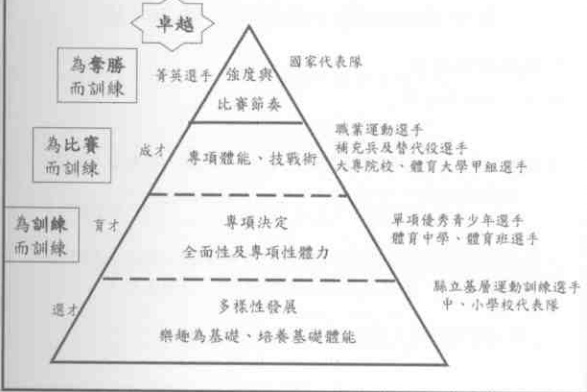 卓越
為奪勝
而訓練
菁英選手
強度與
比賽節奏
國家代表隊
為比賽
而訓練
成才
專項體能、技戰術
職業運動選手
補充兵及替代役選手
大專院校、體育大學甲組選手
為訓練
而訓練
育才
專項決定
全面性及專項性體力
單項優秀青少年選手
體育中學、體育班選手
選才
多樣性發展
樂趣為基礎、培養基礎體能
縣立基層運動訓練選手
中、小學校代表隊